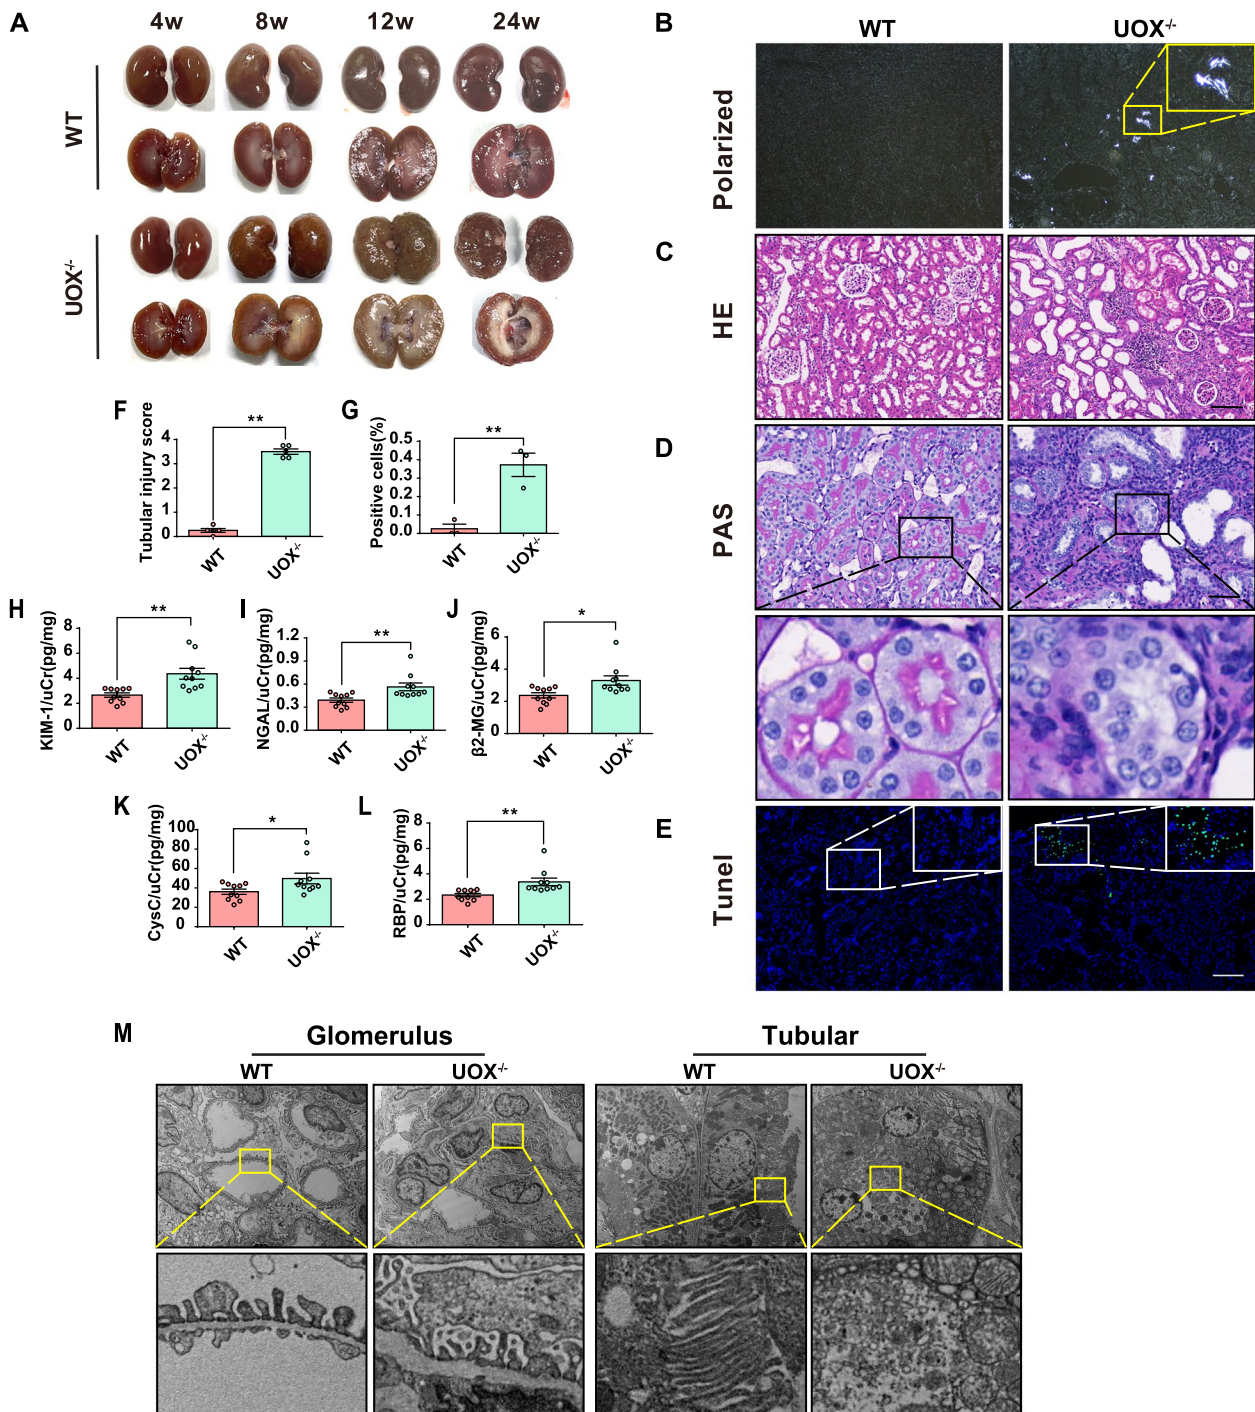 A
4w 8w 12w 24w
WT
UOX-/-
B
WT UOX-/-
Polarized
C
HE
D
PAS
E
Tunel
F
Tubular injury score
4
3
2
1
0
**
WT UOX-/-
G
Positive cells(%)
0.5
0.4
0.3
0.2
0.1
0.0
**
WT UOX-/-
H
KIM-1/uCr(pg/mg)
8
6
4
2
0
**
WT UOX-/-
I
NGAL/uCr(pg/mg)
1.2
0.9
0.6
0.3
0.0
**
WT UOX-/-
J
β2-MG/uCr(pg/mg)
6
4
2
0
*
WT UOX-/-
K
CysC/uCr(pg/mg)
100
80
60
40
20
0
*
WT UOX-/-
L
RBP/uCr(pg/mg)
8
6
4
2
0
**
WT UOX-/-
M
Glomerulus Tubular
WT UOX-/- WT UOX-/-